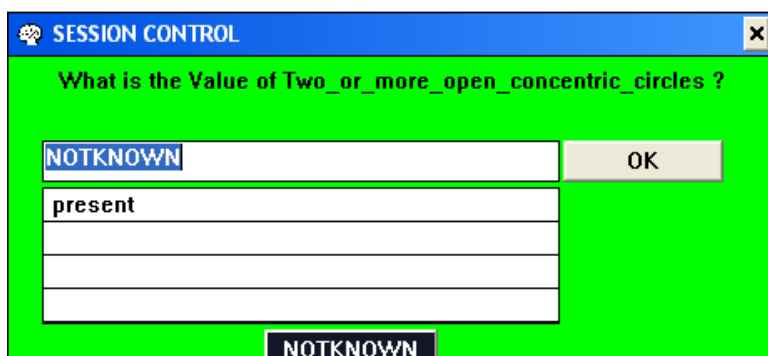 SESSION CONTROL
What is the Value of Two_or_more_open_concentric_circles ?
NOTKNOWN
OK
present
NOTKNOWN